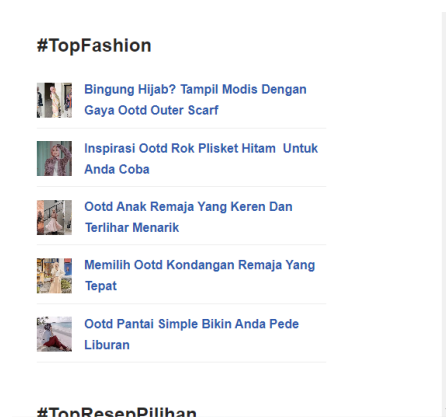 #TopFashion
Bingung Hijab? Tampil Modis Dengan
Gaya Ootd Outer Scarf
Inspirasi Ootd Rok Plisket Hitam  Untuk
Anda Coba
Ootd Anak Remaja Yang Keren Dan
Terlihar Menarik
Memilih Ootd Kondangan Remaja Yang
Tepat
Ootd Pantai Simple Bikin Anda Pede
Liburan
#TopResepPilihan